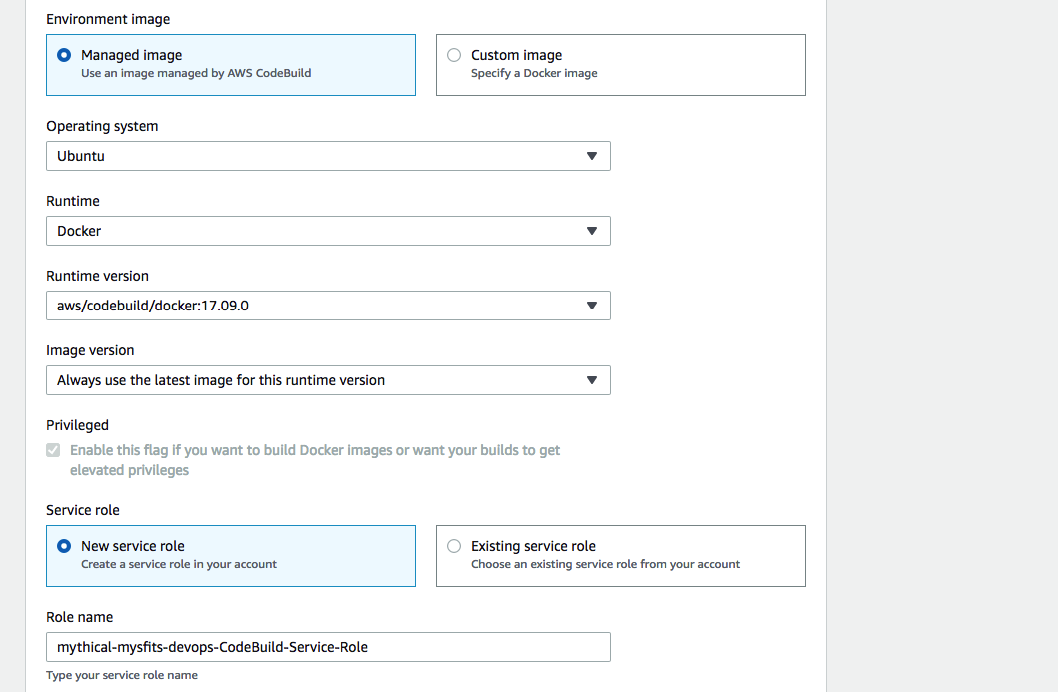 Environment image
Managed image
Use an image managed by AWS CodeBuild
Custom image
Specify a Docker image
Operating system
Ubuntu
Runtime
Docker
Runtime version
aws/codebuild/docker:17.09.0
Image version
Always use the latest image for this runtime version
Privileged
Enable this flag if you want to build Docker images or want your builds to get
elevated privileges
Service role
New service role
Create a service role in your account
Existing service role
Choose an existing service role from your account
Role name
mythical-mysfits-devops-CodeBuild-Service-Role
Type your service role name